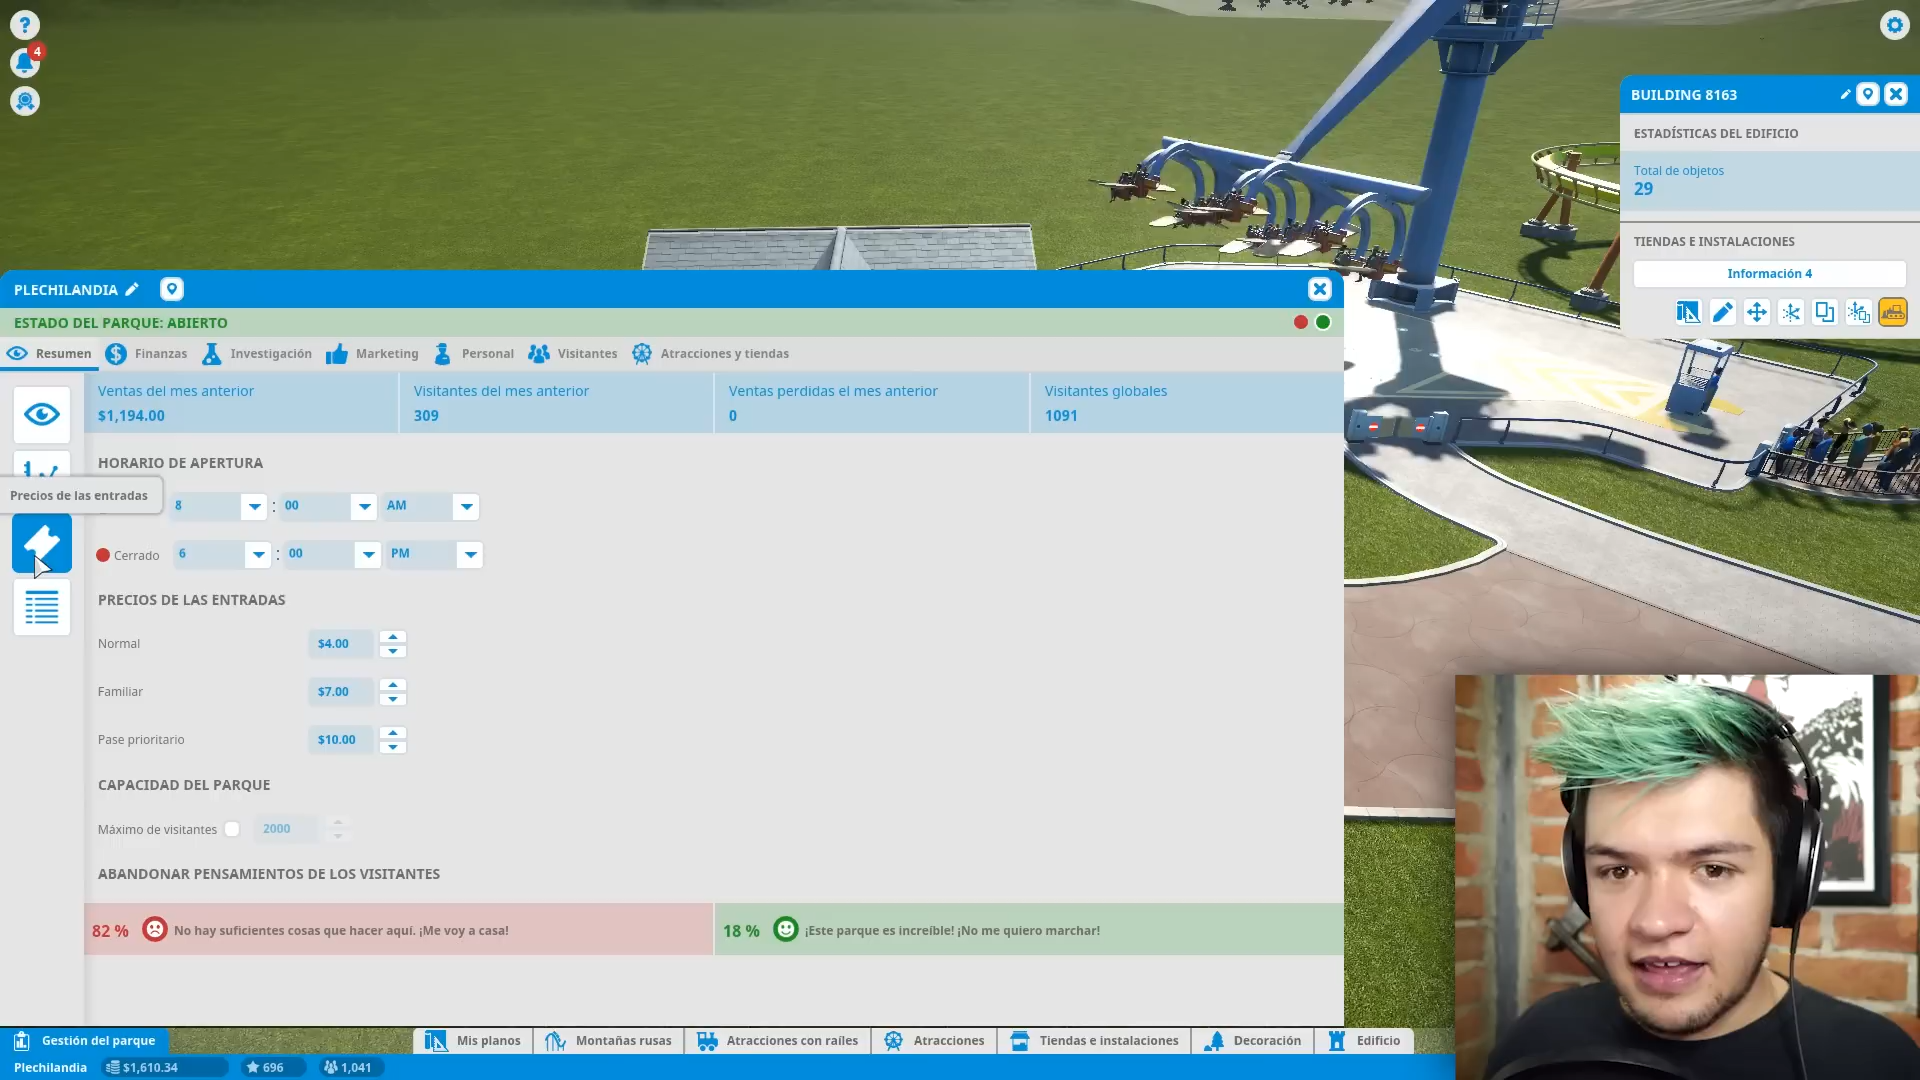 ?
4
BUILDING 8163
ESTADÍSTICAS DEL EDIFICIO
Total de objetos
29
TIENDAS E INSTALACIONES
Información 4
PLECHILANDIA
ESTADO DEL PARQUE: ABIERTO
Resumen Finanzas Investigación Marketing Personal Visitantes Atracciones y tiendas
Ventas del mes anterior Visitantes del mes anterior Ventas perdidas el mes anterior Visitantes globales
$1,194.00 309 0 1091
HORARIO DE APERTURA
Precios de las entradas
8 : 00 AM
Cerrado 6 : 00 PM
PRECIOS DE LAS ENTRADAS
Normal $4.00
Familiar $7.00
Pase prioritario $10.00
CAPACIDAD DEL PARQUE
Máximo de visitantes 2000
ABANDONAR PENSAMIENTOS DE LOS VISITANTES
82 % No hay suficientes cosas que hacer aquí. ¡Me voy a casa! 18 % ¡Este parque es increíble! ¡No me quiero marchar!
Gestión del parque Mis planos Montañas rusas Atracciones con raíles Atracciones Tiendas e instalaciones Decoración Edificio
Plechilandia $1,610.34 696 1,041